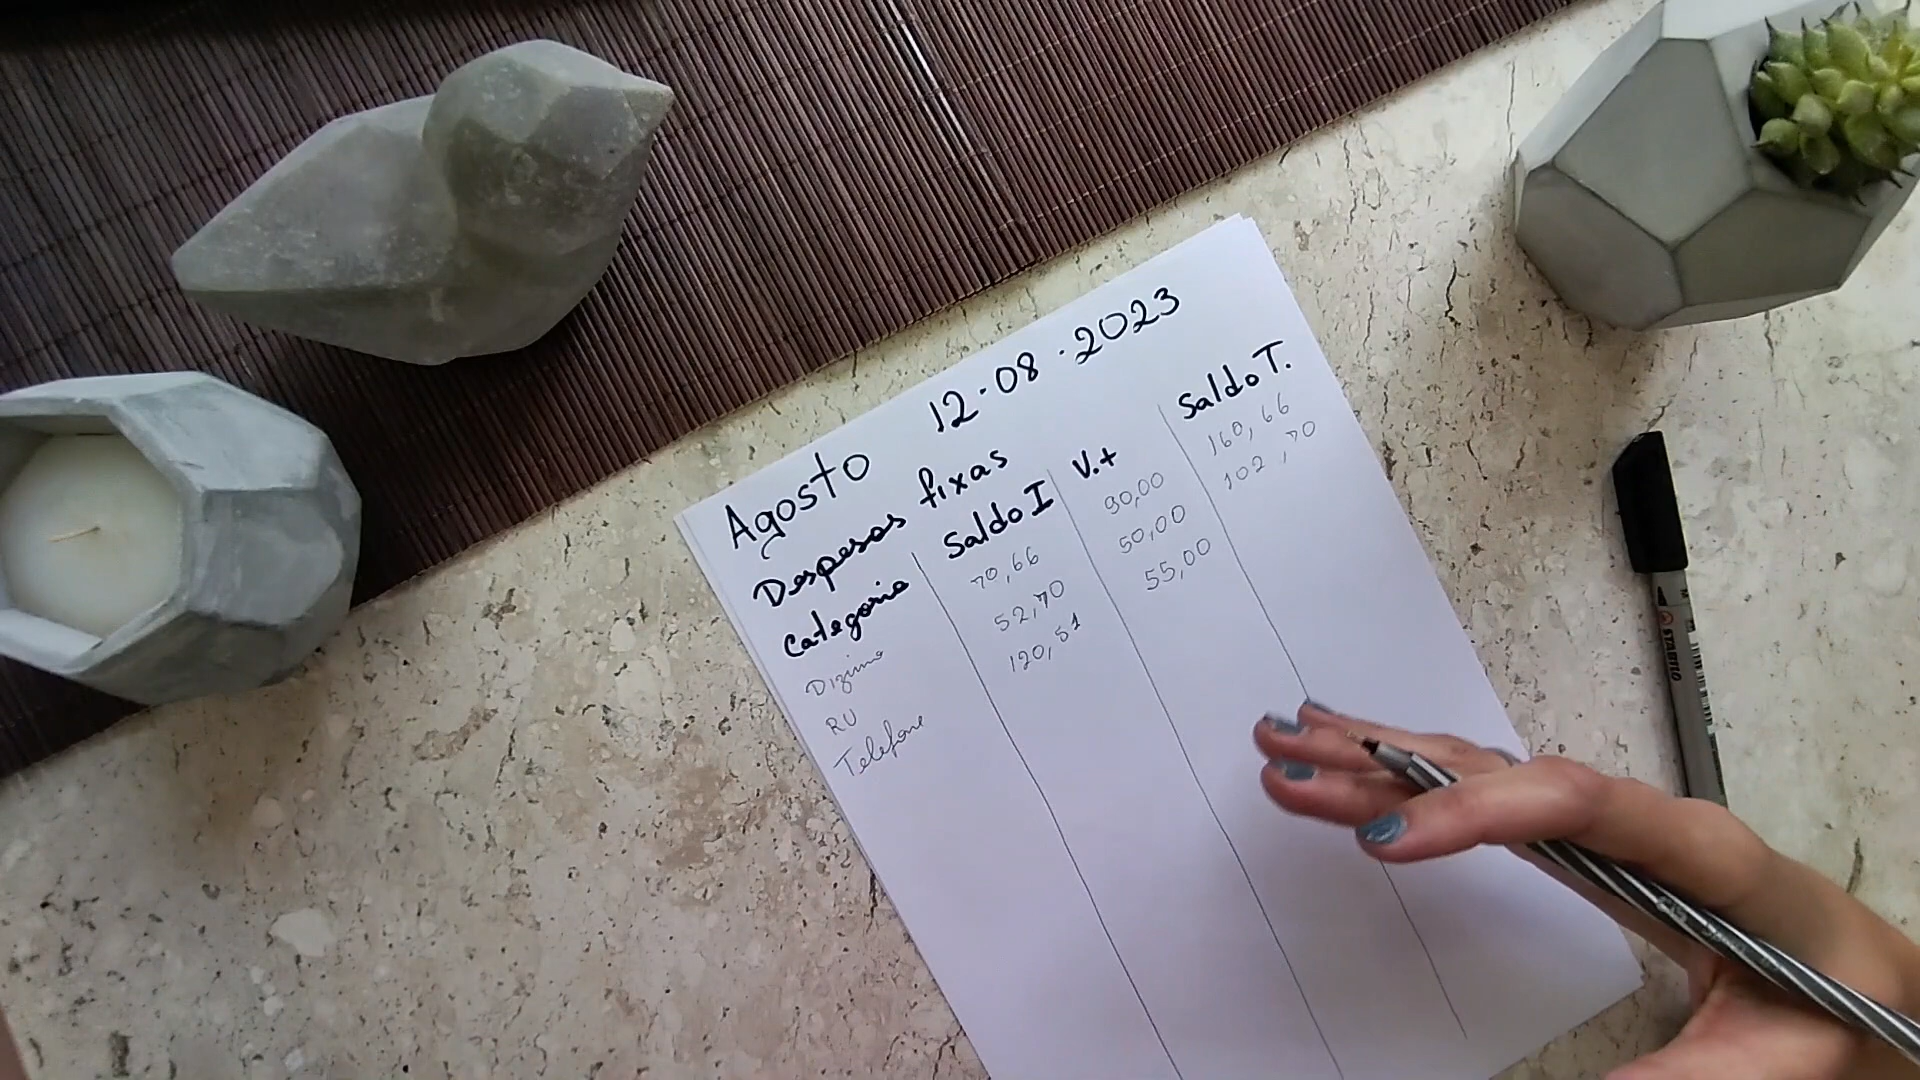 Agosto 12.08.2023
Despesas fixas
Categoria Saldo I V.+ Saldo T.
Dízimo 70,66 90,00 160,66
RU 52,70 50,00 102,70
Telefone 120,51 55,00
STABILO